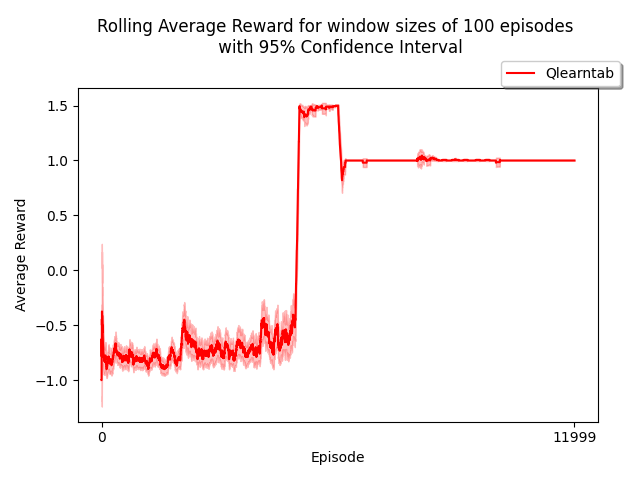 Rolling Average Reward for window sizes of 100 episodes
with 95% Confidence Interval
Qlearntab
1.5
1.0
0.5
0.0
−0.5
−1.0
Average Reward
0
11999
Episode